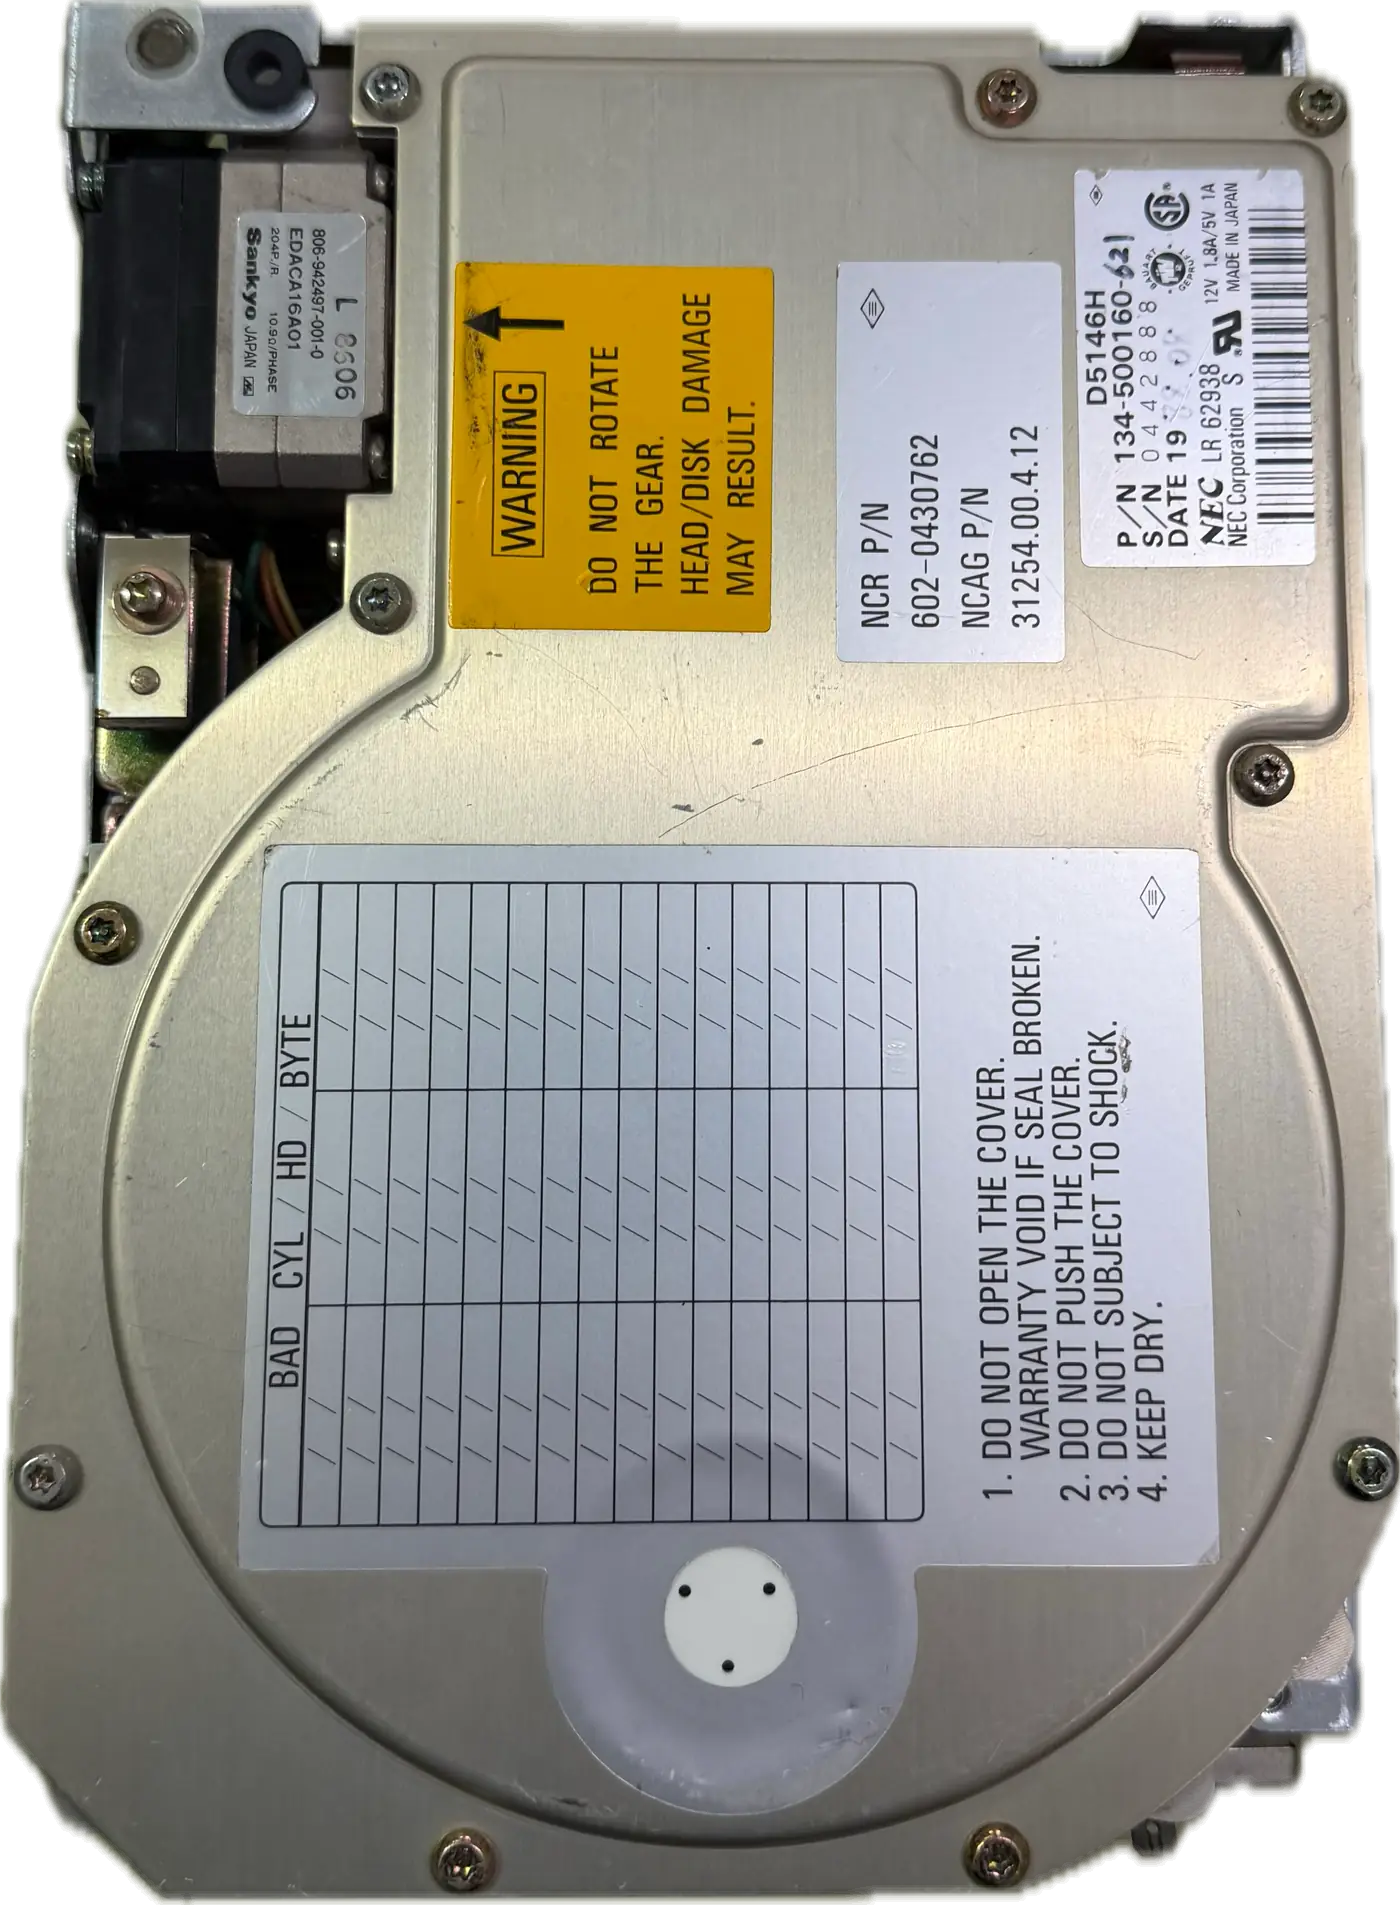 L 8606
806-942497-001-0
EDACA16A01
204P./R. 10.9Ω/PHASE
Sankyo JAPAN
WARNING
DO NOT ROTATE
THE GEAR.
HEAD/DISK DAMAGE
MAY RESULT.
NCR P/N
602-0430762
NCAG P/N
31254.00.4.12
D5146H
P/N 134-500160-621
S/N 0442888
DATE 19
NEC LR 62938 12V 1.8A/5V 1A
NEC Corporation S MADE IN JAPAN
BAD CYL / HD / BYTE
1. DO NOT OPEN THE COVER.
WARRANTY VOID IF SEAL BROKEN.
2. DO NOT PUSH THE COVER.
3. DO NOT SUBJECT TO SHOCK.
4. KEEP DRY.